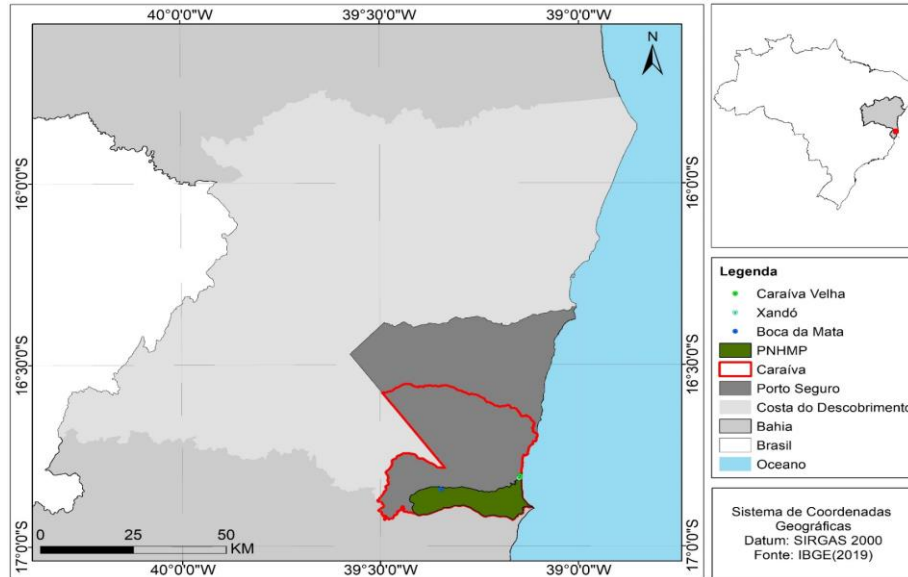 40°0'0"W 39°30'0"W 39°0'0"W
N
16°0'0"S 16°0'0"S
16°30'0"S 16°30'0"S
17°0'0"S 17°0'0"S
0 25 50
KM
40°0'0"W 39°30'0"W 39°0'0"W
Legenda
Caraíva Velha
Xandó
Boca da Mata
PNHMP
Caraíva
Porto Seguro
Costa do Descobrimento
Bahia
Brasil
Oceano
Sistema de Coordenadas
Geográficas
Datum: SIRGAS 2000
Fonte: IBGE(2019)